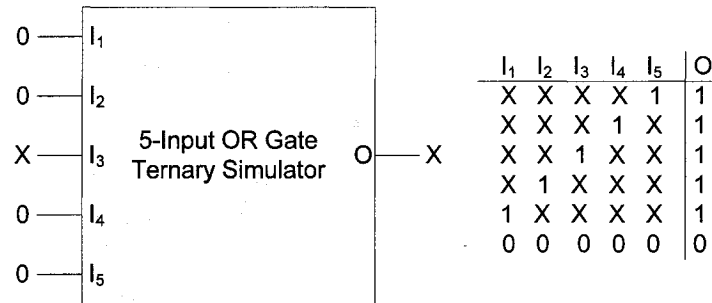 0 I₁
0 I₂
X I₃
0 I₄
0 I₅
5-Input OR Gate
Ternary Simulator
O X
I₁ I₂ I₃ I₄ I₅ O
X X X X 1 1
X X X 1 X 1
X X 1 X X 1
X 1 X X X 1
1 X X X X 1
0 0 0 0 0 0